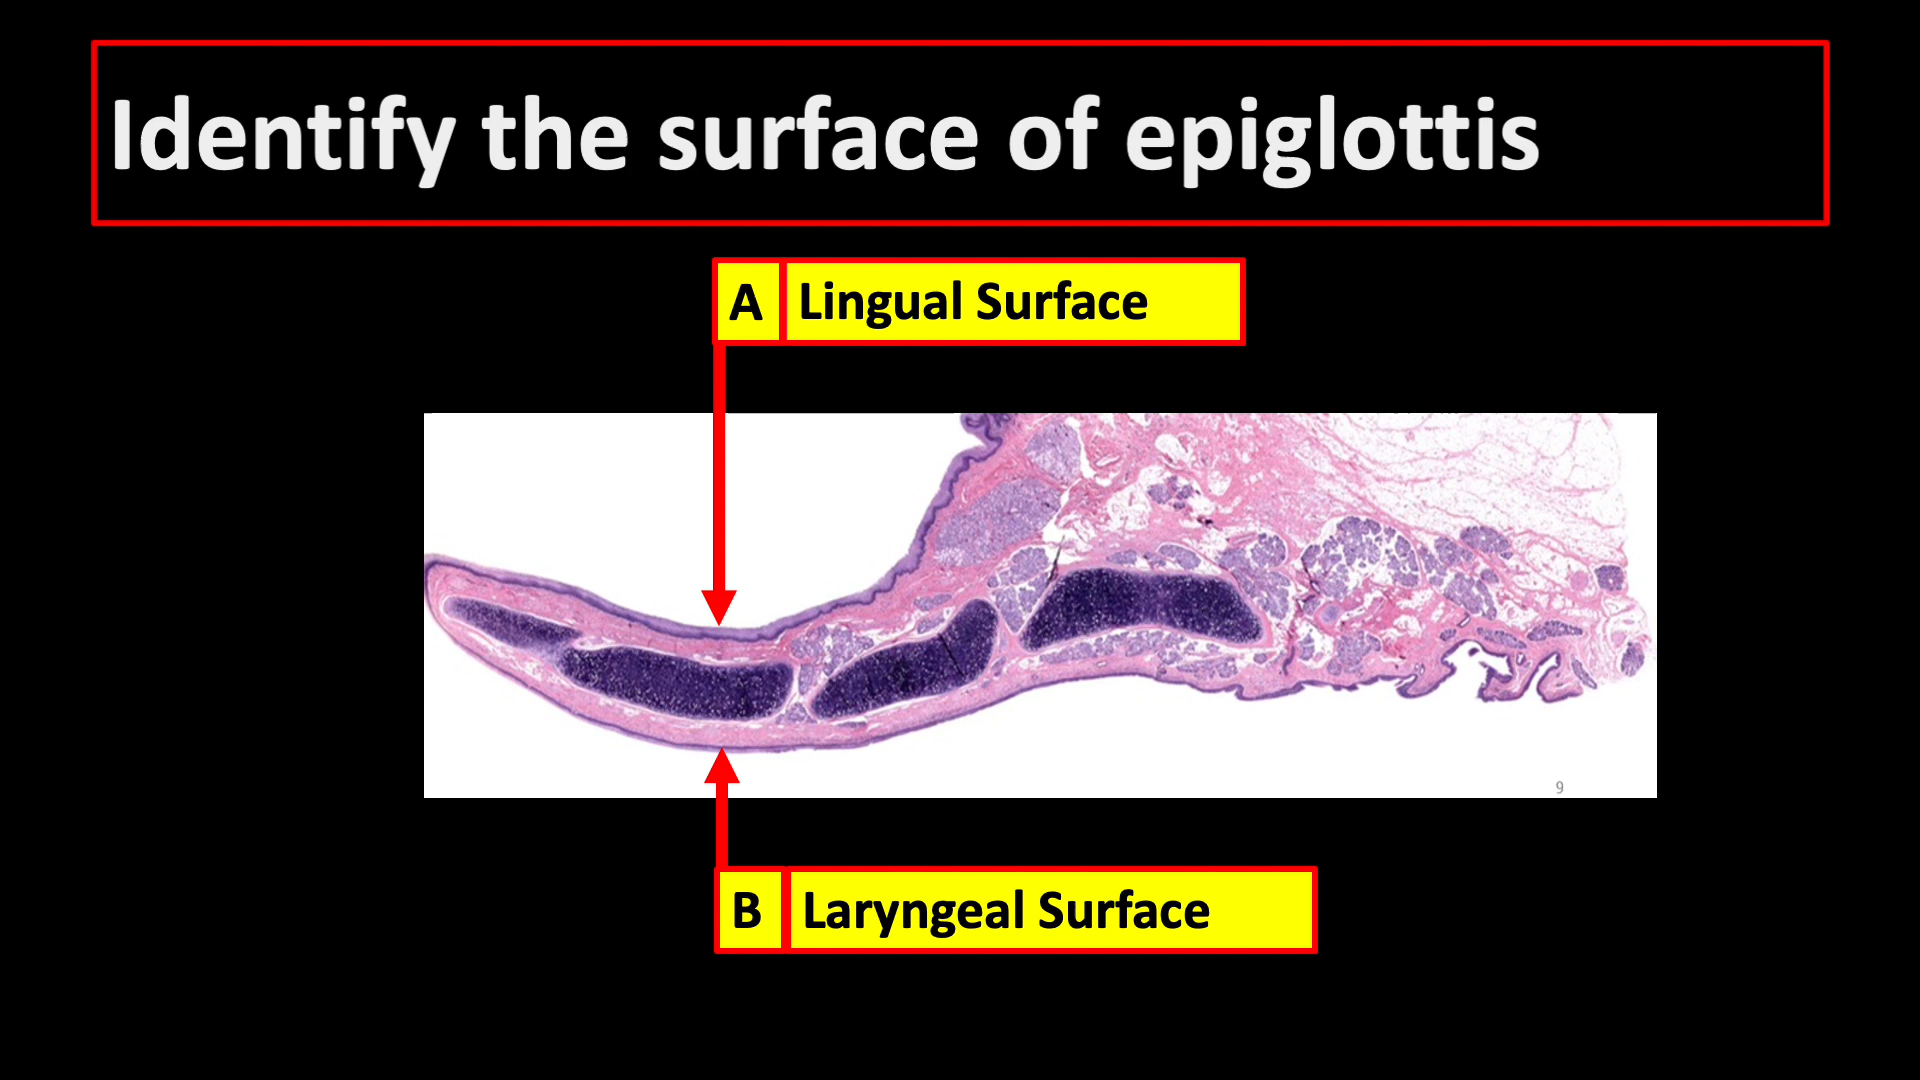 Identify the surface of epiglottis
A Lingual Surface
9
B Laryngeal Surface